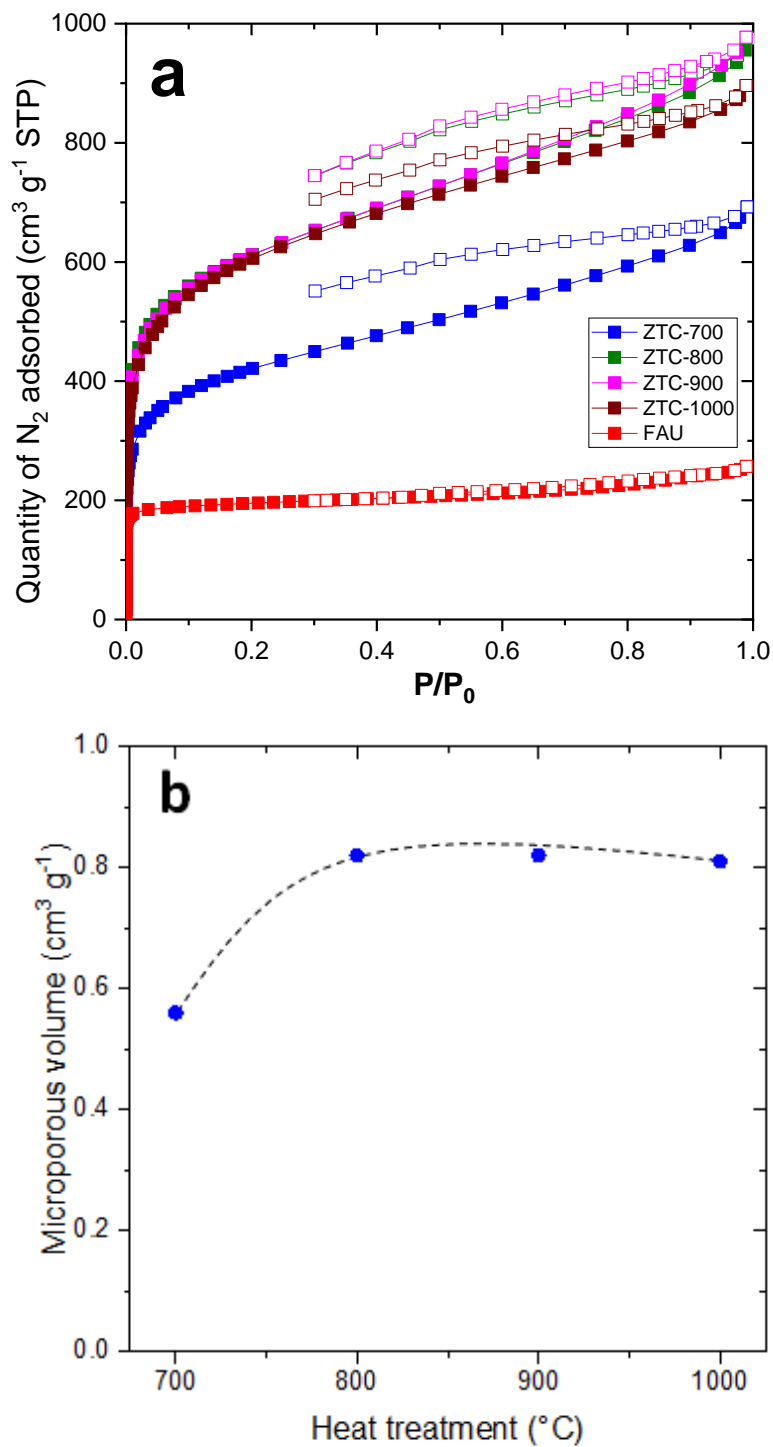 a
Quantity of N₂ adsorbed (cm³ g⁻¹ STP)
1000
800
600
400
200
0
ZTC-700
ZTC-800
ZTC-900
ZTC-1000
FAU
0.0 0.2 0.4 0.6 0.8 1.0
P/P₀
b
Microporous volume (cm³ g⁻¹)
1.0
0.8
0.6
0.4
0.2
0.0
700 800 900 1000
Heat treatment (°C)